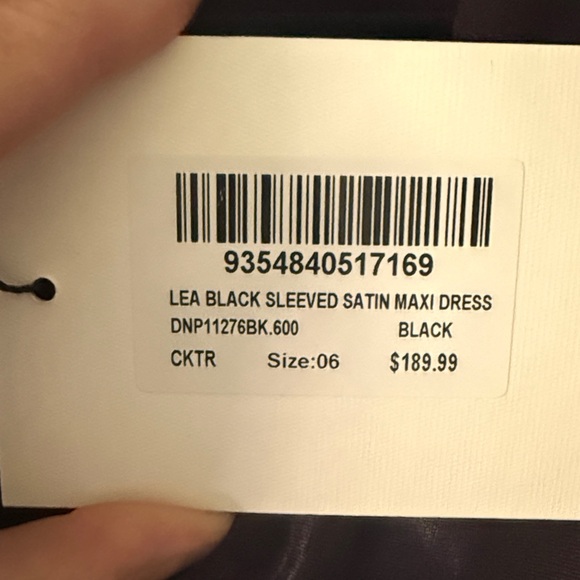 9354840517169
LEA BLACK SLEEVED SATIN MAXI DRESS
DNP11276BK.600 BLACK
CKTR Size:06 $189.99